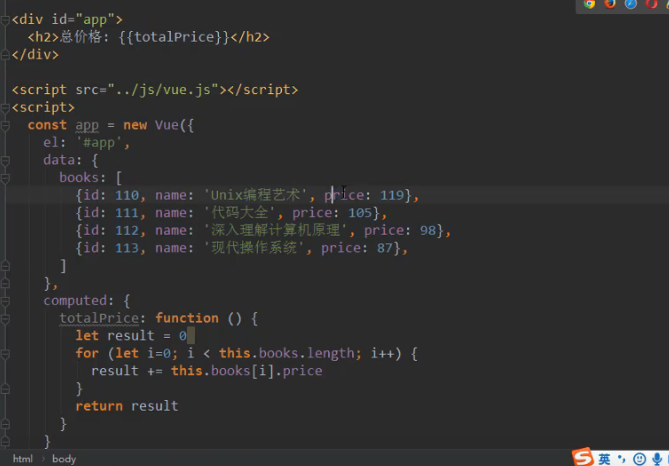 <div id="app">
  <h2>总价格: {{totalPrice}}</h2>
</div>

<script src="../js/vue.js"></script>
<script>
  const app = new Vue({
    el: '#app',
    data: {
      books: [
        {id: 110, name: 'Unix编程艺术', price: 119},
        {id: 111, name: '代码大全', price: 105},
        {id: 112, name: '深入理解计算机原理', price: 98},
        {id: 113, name: '现代操作系统', price: 87},
      ]
    },
    computed: {
      totalPrice: function () {
        let result = 0
        for (let i=0; i < this.books.length; i++) {
          result += this.books[i].price
        }
        return result
      }
    }
html › body
S 英